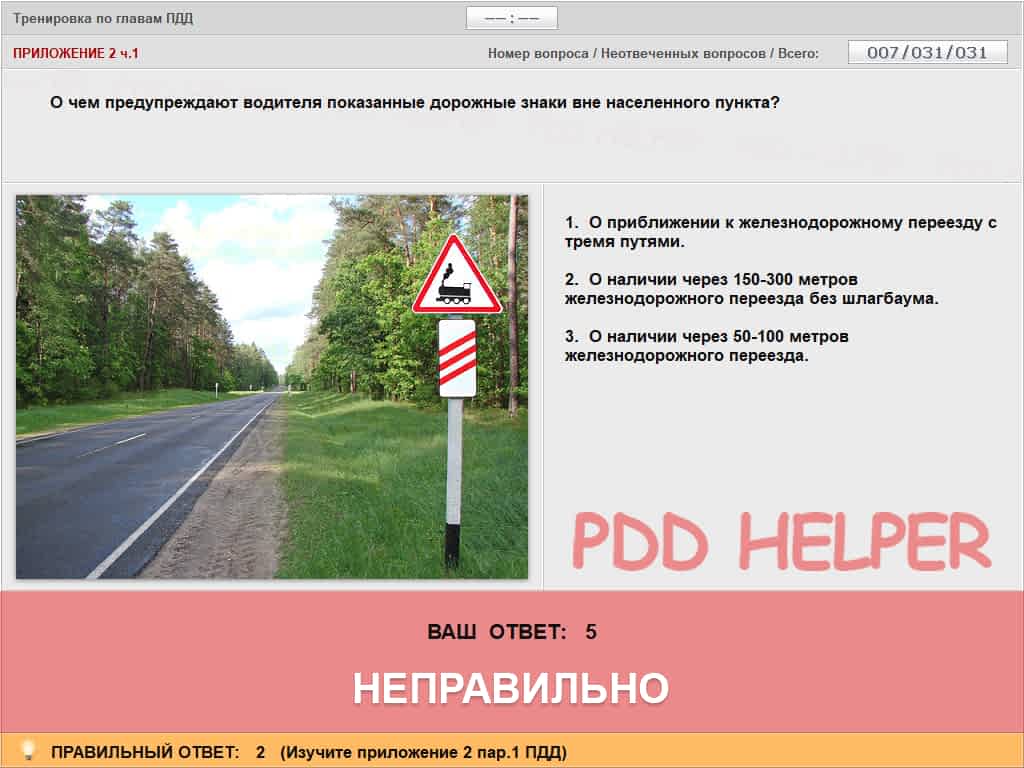 Тренировка по главам ПДД
–– : ––
ПРИЛОЖЕНИЕ 2 ч.1
Номер вопроса / Неотвеченных вопросов / Всего:
007/031/031
О чем предупреждают водителя показанные дорожные знаки вне населенного пункта?
1. О приближении к железнодорожному переезду с
тремя путями.
2. О наличии через 150-300 метров
железнодорожного переезда без шлагбаума.
3. О наличии через 50-100 метров
железнодорожного переезда.
PDD HELPER
ВАШ ОТВЕТ: 5
НЕПРАВИЛЬНО
ПРАВИЛЬНЫЙ ОТВЕТ: 2 (Изучите приложение 2 пар.1 ПДД)